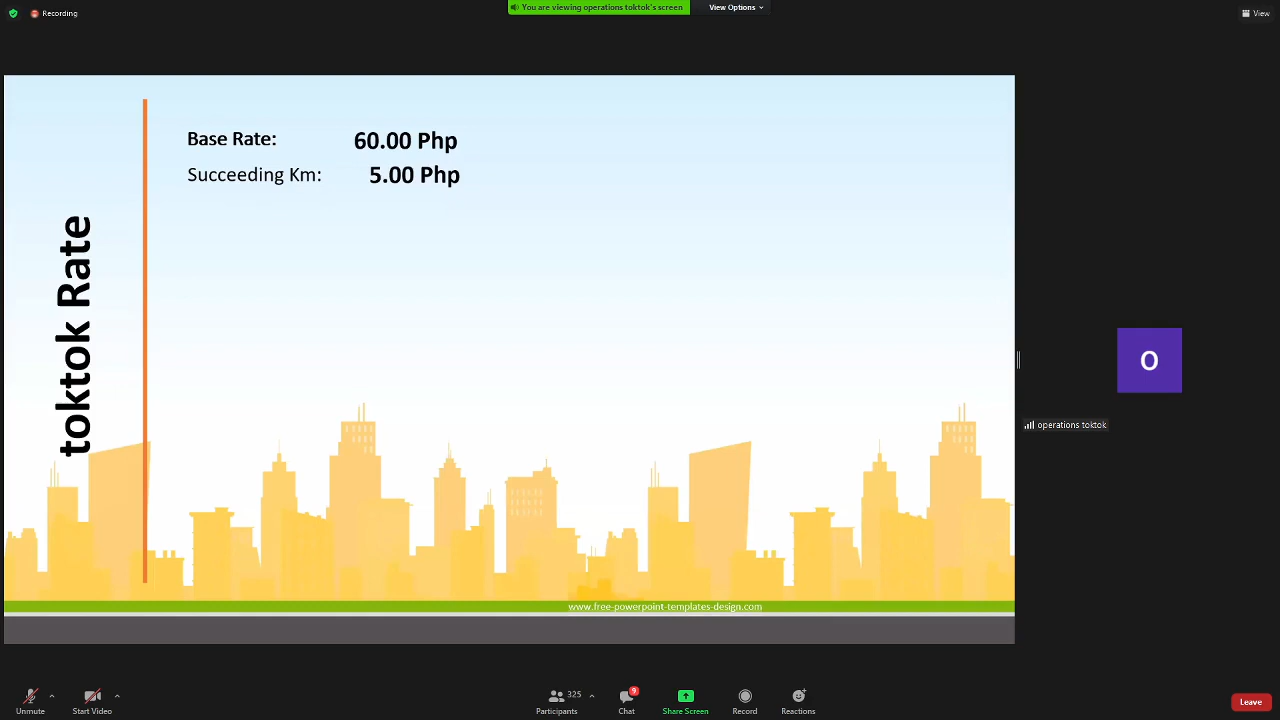 Recording
You are viewing operations toktok's screen
View Options
View
toktok Rate
Base Rate: 60.00 Php
Succeeding Km: 5.00 Php
O
operations toktok
www.free-powerpoint-templates-design.com
Unmute
Start Video
325
Participants
9
Chat
Share Screen
Record
Reactions
Leave